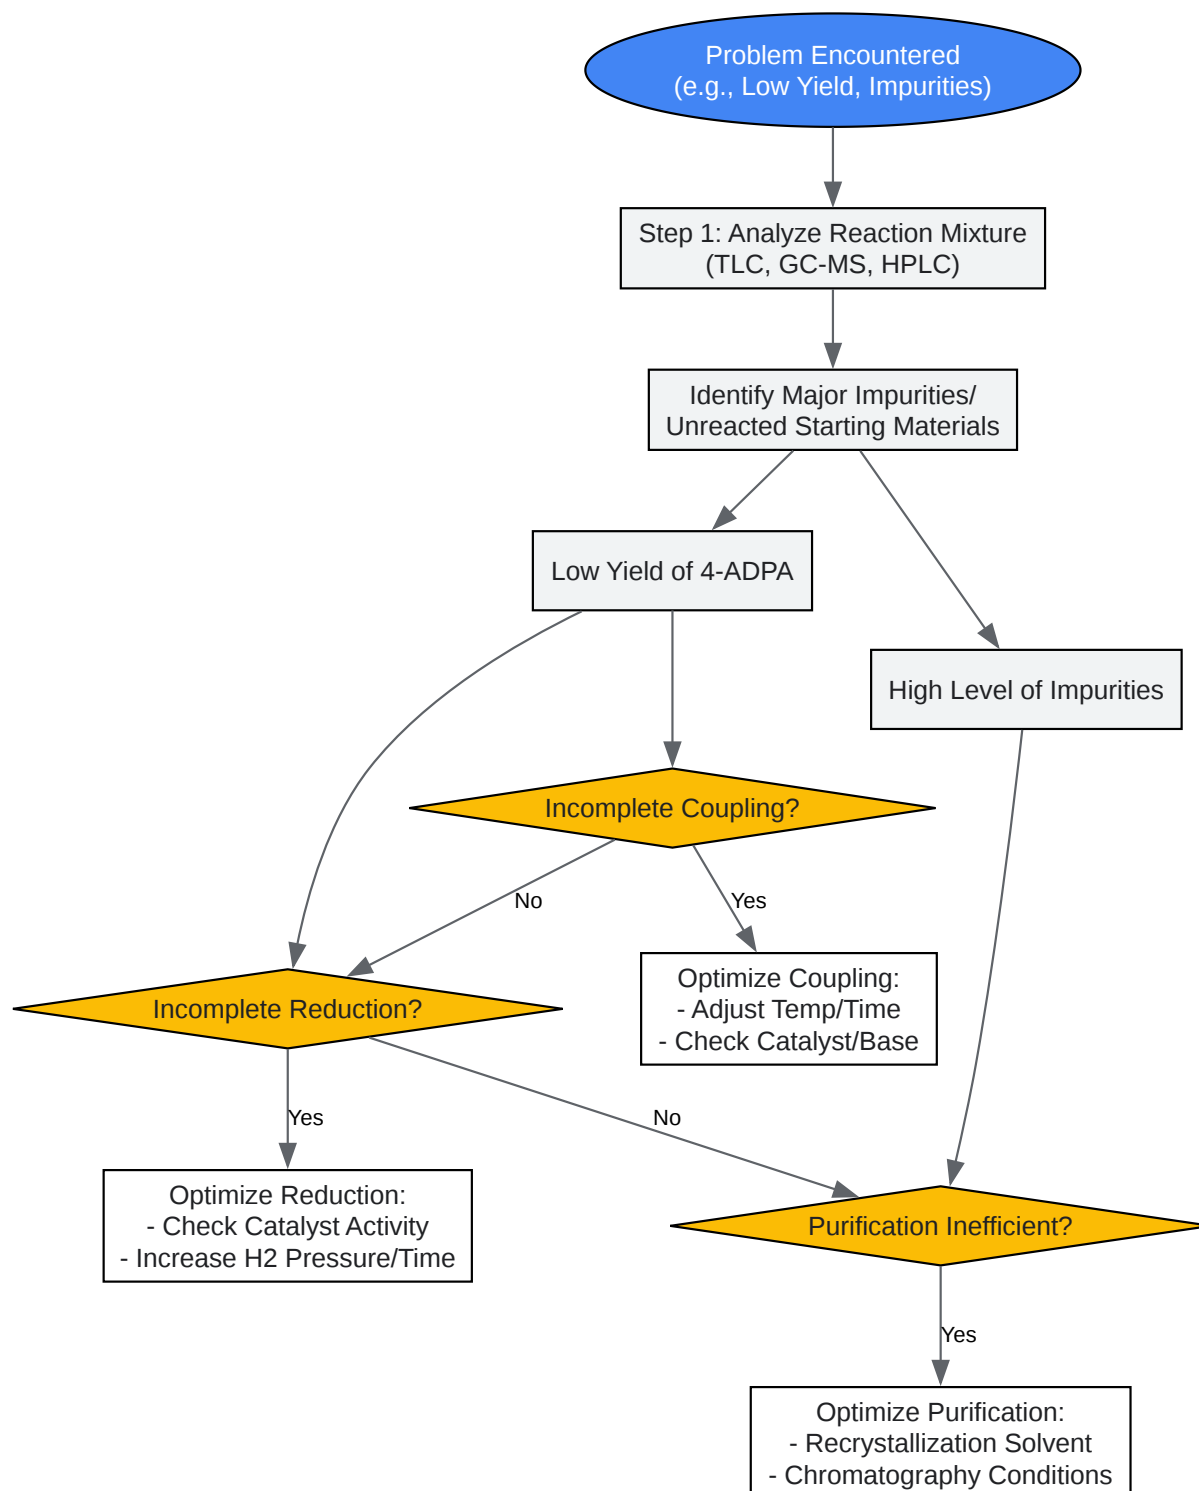 Problem Encountered
(e.g., Low Yield, Impurities)
Step 1: Analyze Reaction Mixture
(TLC, GC-MS, HPLC)
Identify Major Impurities/
Unreacted Starting Materials
Low Yield of 4-ADPA
High Level of Impurities
Incomplete Coupling?
No
Yes
Optimize Coupling:
- Adjust Temp/Time
- Check Catalyst/Base
Incomplete Reduction?
Yes
No
Optimize Reduction:
- Check Catalyst Activity
- Increase H2 Pressure/Time
Purification Inefficient?
Yes
Optimize Purification:
- Recrystallization Solvent
- Chromatography Conditions